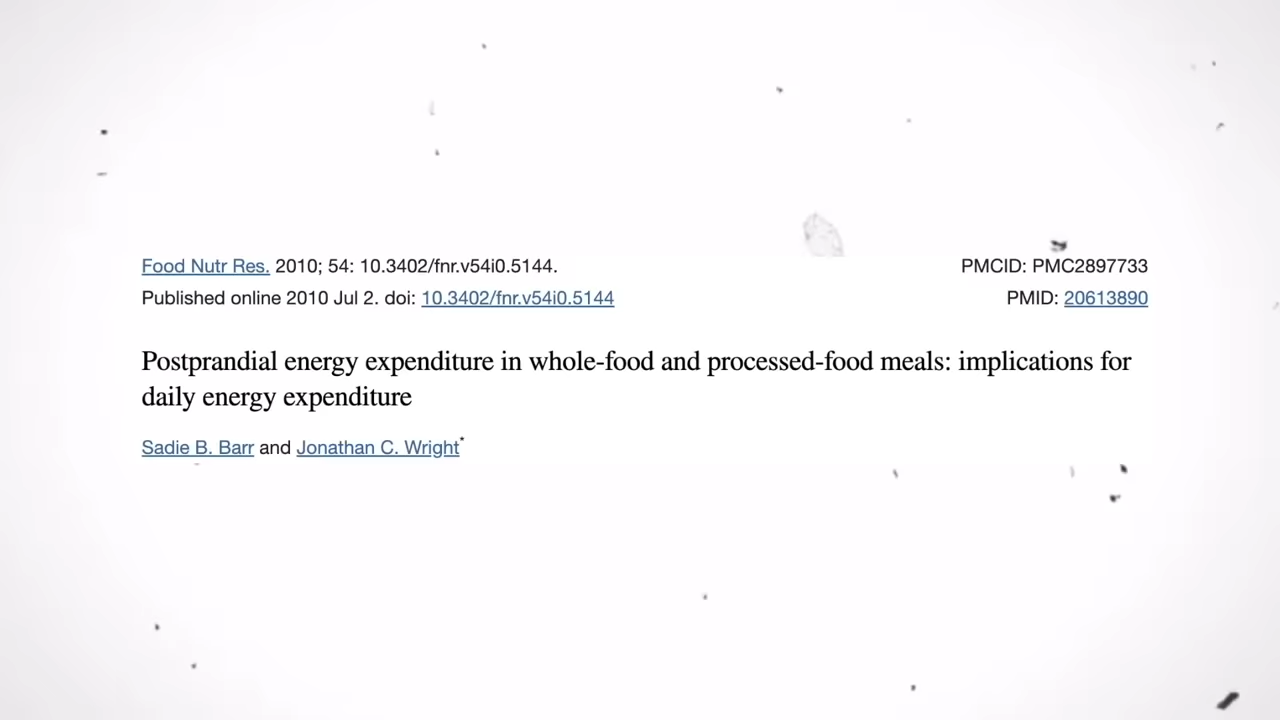 Food Nutr Res. 2010; 54: 10.3402/fnr.v54i0.5144.
PMCID: PMC2897733
Published online 2010 Jul 2. doi: 10.3402/fnr.v54i0.5144
PMID: 20613890
Postprandial energy expenditure in whole-food and processed-food meals: implications for
daily energy expenditure
Sadie B. Barr and Jonathan C. Wright*